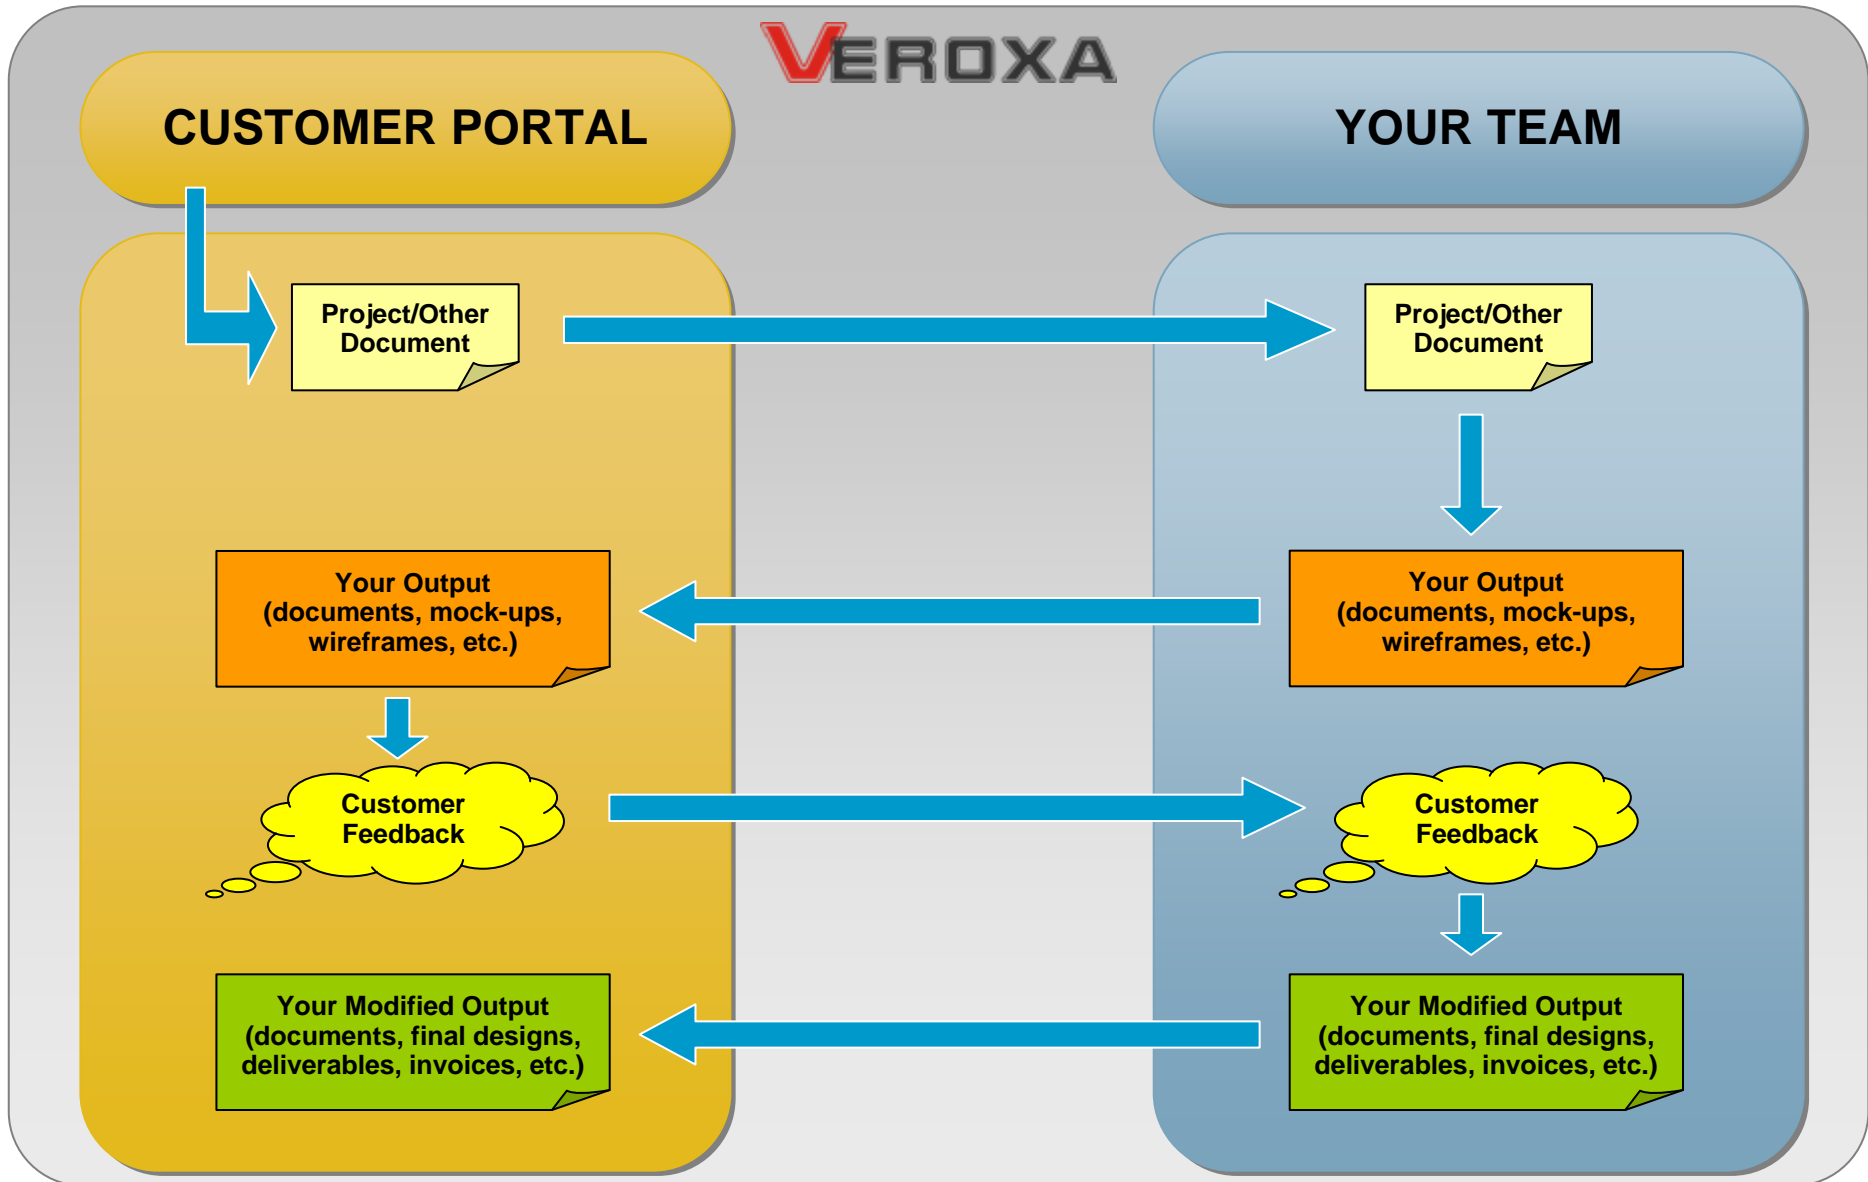 VEROXA
CUSTOMER PORTAL
YOUR TEAM
Project/Other
Document
Project/Other
Document
Your Output
(documents, mock-ups,
wireframes, etc.)
Your Output
(documents, mock-ups,
wireframes, etc.)
Customer
Feedback
Customer
Feedback
Your Modified Output
(documents, final designs,
deliverables, invoices, etc.)
Your Modified Output
(documents, final designs,
deliverables, invoices, etc.)